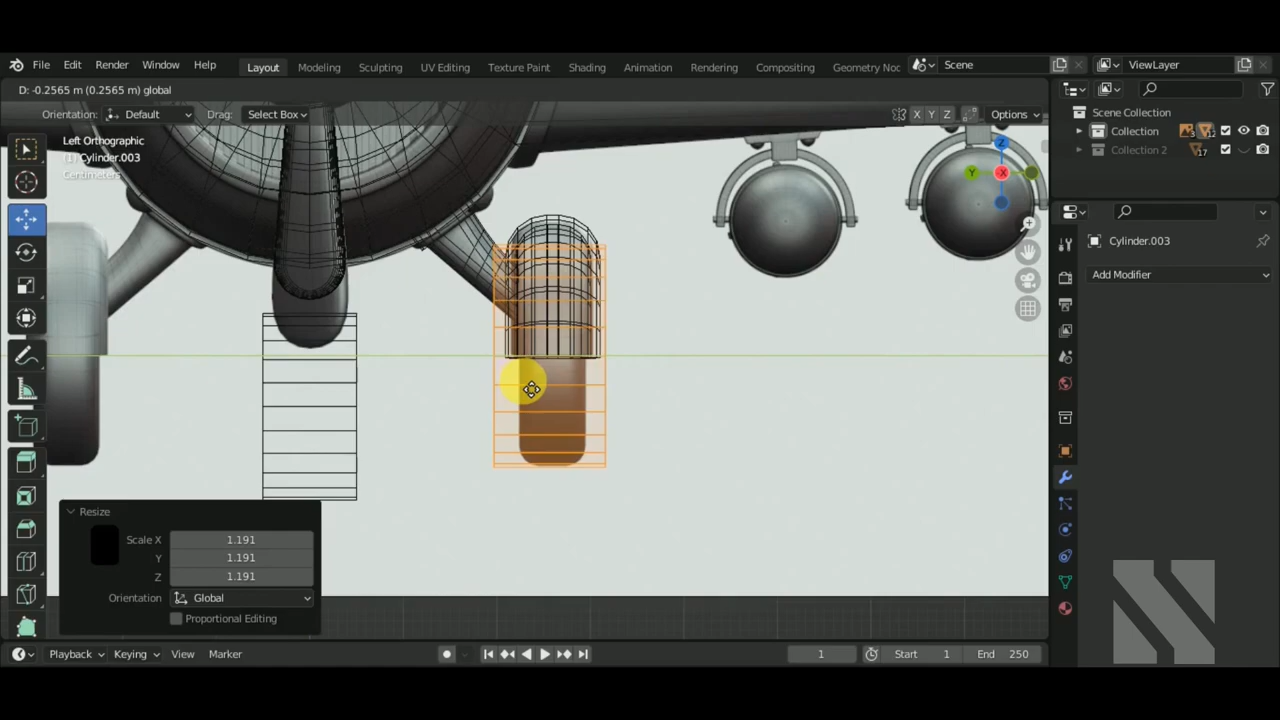 File Edit Render Window Help Layout Modeling Sculpting UV Editing Texture Paint Shading Animation Rendering Compositing Geometry Noc Scene ViewLayer
D: -0.2565 m (0.2565 m) global
Orientation: Default Select Box X Y Z Options
Scene Collection
Collection 3 12
Collection 2 17
Left Orthographic
(1) Cylinder.003
Centimeters
Z
Y X
Cylinder.003
Add Modifier
Resize
Scale X 1.191
Y 1.191
Z 1.191
Orientation Global
Proportional Editing
Playback Keying View Marker 1 Start 1 End 250